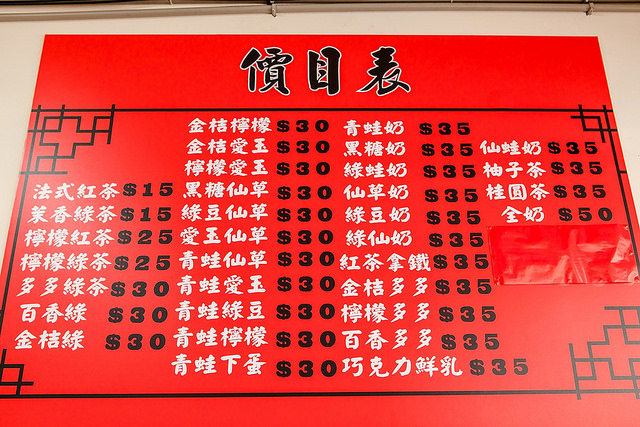 價目表
法式紅茶 $15
茉香綠茶 $15
檸檬紅茶 $25
檸檬綠茶 $25
多多綠茶 $30
百香綠 $30
金桔綠 $30
金桔檸檬 $30
金桔愛玉 $30
檸檬愛玉 $30
黑糖仙草 $30
綠豆仙草 $30
愛玉仙草 $30
青蛙仙草 $30
青蛙愛玉 $30
青蛙綠豆 $30
青蛙檸檬 $30
青蛙下蛋 $30
青蛙奶 $35
黑糖奶 $35
綠蛙奶 $35
仙草奶 $35
綠豆奶 $35
綠仙奶 $35
紅茶拿鐵 $35
金桔多多 $35
檸檬多多 $35
百香多多 $35
巧克力鮮乳 $35
仙蛙奶 $35
柚子茶 $35
桂圓茶 $35
全奶 $50